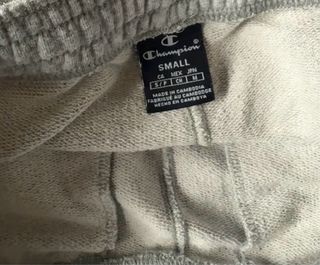 Champion
SMALL
CA MEX JPN
S/P CH M
MADE IN CAMBODIA
FABRIQUÉ AU CAMBODGE
HECHO EN CAMBOYA